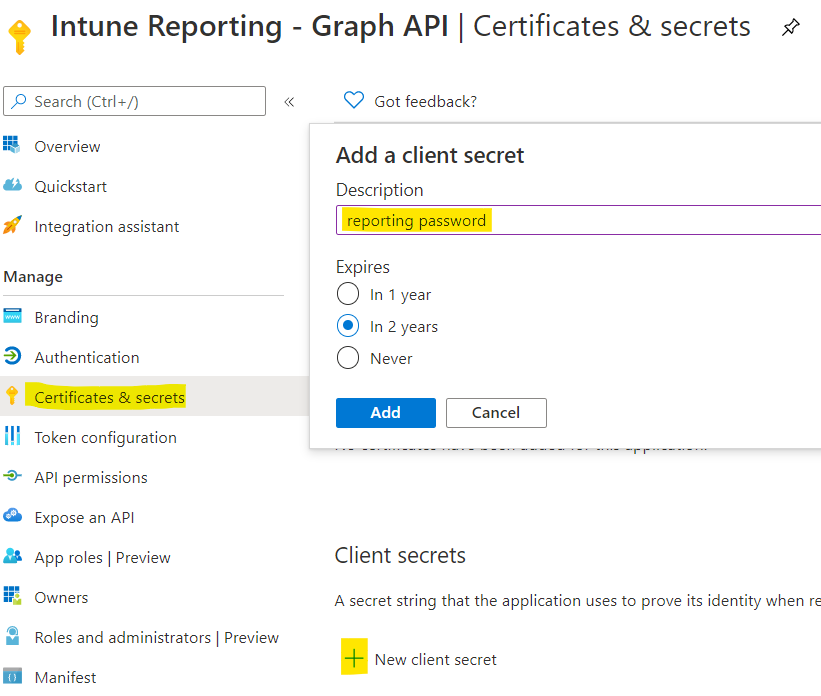 Intune Reporting - Graph API | Certificates & secrets
Search (Ctrl+/)
«
Overview
Quickstart
Integration assistant
Manage
Branding
Authentication
Certificates & secrets
Token configuration
API permissions
Expose an API
App roles | Preview
Owners
Roles and administrators | Preview
Manifest
Got feedback?
Add a client secret
Description
reporting password
Expires
In 1 year
In 2 years
Never
Add
Cancel
No certificates have been added for this application.
Client secrets
A secret string that the application uses to prove its identity when re
New client secret